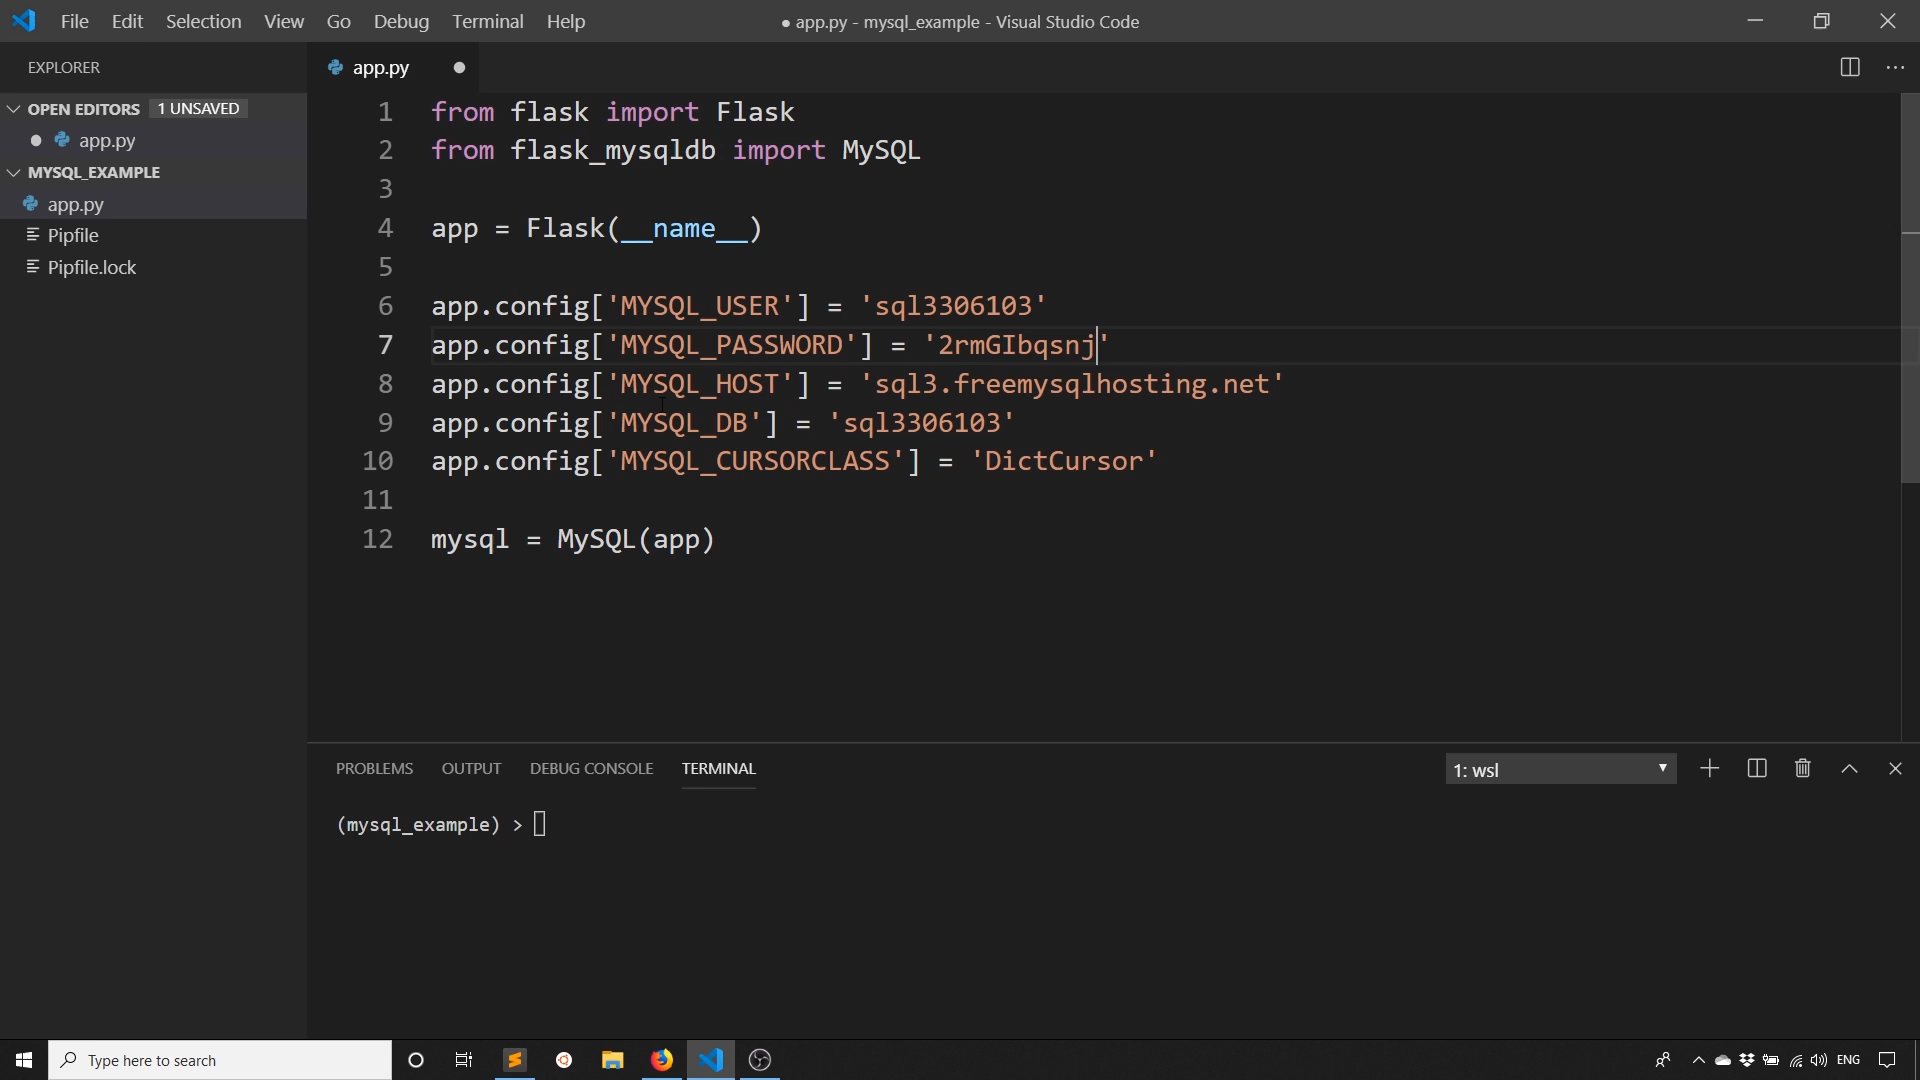 File Edit Selection View Go Debug Terminal Help
● app.py - mysql_example - Visual Studio Code
EXPLORER
app.py
OPEN EDITORS 1 UNSAVED
app.py
MYSQL_EXAMPLE
app.py
Pipfile
Pipfile.lock
1 from flask import Flask
2 from flask_mysqldb import MySQL
3
4 app = Flask(__name__)
5
6 app.config['MYSQL_USER'] = 'sql3306103'
7 app.config['MYSQL_PASSWORD'] = '2rmGIbqsnj'
8 app.config['MYSQL_HOST'] = 'sql3.freemysqlhosting.net'
9 app.config['MYSQL_DB'] = 'sql3306103'
10 app.config['MYSQL_CURSORCLASS'] = 'DictCursor'
11
12 mysql = MySQL(app)
PROBLEMS OUTPUT DEBUG CONSOLE TERMINAL 1: wsl
(mysql_example) >
Type here to search
ENG